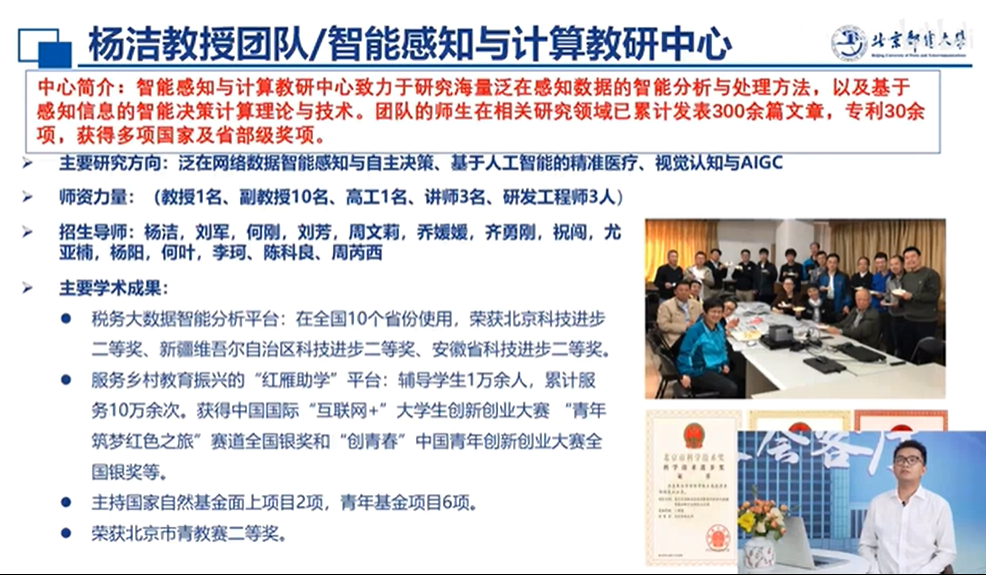 杨洁教授团队/智能感知与计算教研中心
北京邮电大学
Beijing University of Posts and Telecommunications
中心简介：智能感知与计算教研中心致力于研究海量泛在感知数据的智能分析与处理方法，以及基于
感知信息的智能决策计算理论与技术。团队的师生在相关研究领域已累计发表300余篇文章，专利30余
项，获得多项国家及省部级奖项。
主要研究方向：泛在网络数据智能感知与自主决策、基于人工智能的精准医疗、视觉认知与AIGC
师资力量：（教授1名、副教授10名、高工1名、讲师3名、研发工程师3人）
招生导师：杨洁，刘军，何刚，刘芳，周文莉，乔媛媛，齐勇刚，祝闯，尤
亚楠，杨阳，何叶，李珂、陈科良、周芮西
主要学术成果：
税务大数据智能分析平台：在全国10个省份使用，荣获北京科技进步
二等奖、新疆维吾尔自治区科技进步二等奖、安徽省科技进步二等奖。
服务乡村教育振兴的“红雁助学”平台：辅导学生1万余人，累计服
务10万余次。获得中国国际“互联网+”大学生创新创业大赛 “青年
筑梦红色之旅”赛道全国银奖和“创青春”中国青年创新创业大赛全
国银奖等。
主持国家自然基金面上项目2项，青年基金项目6项。
荣获北京市青教赛二等奖。
北京市科学技术奖
会客厅